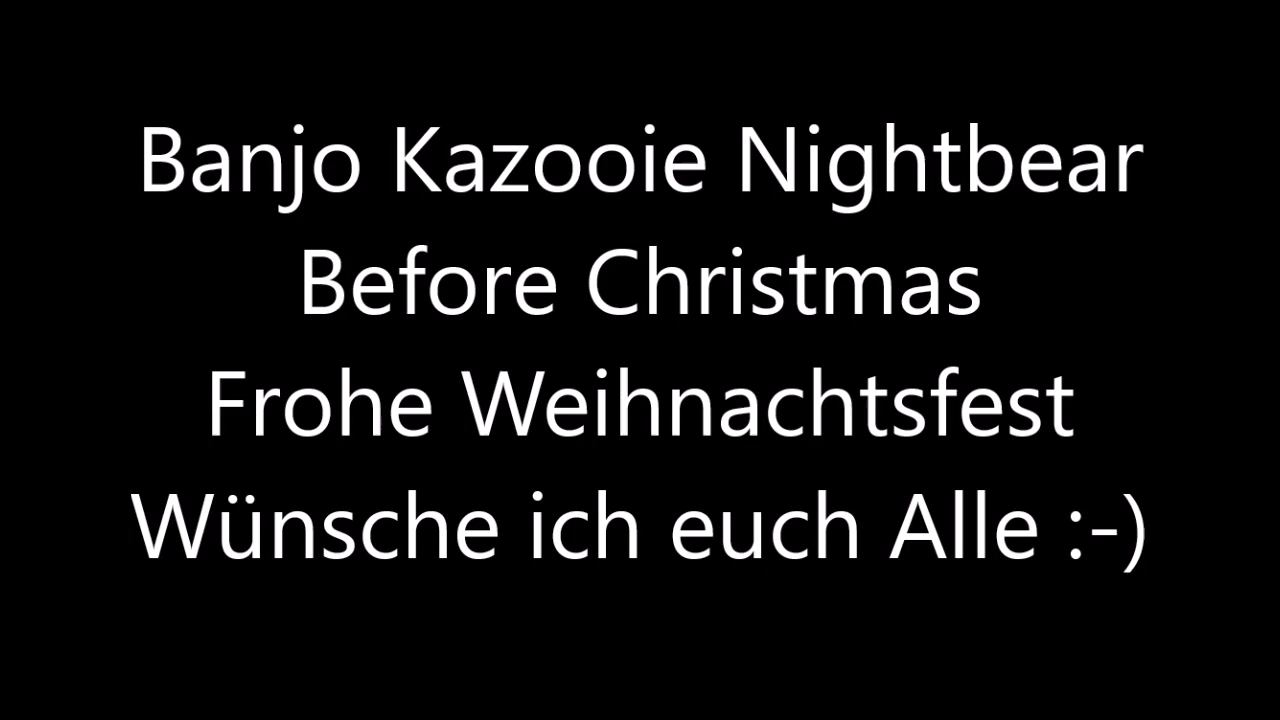 Banjo Kazooie Nightbear
Before Christmas
Frohe Weihnachtsfest
Wünsche ich euch Alle :-)